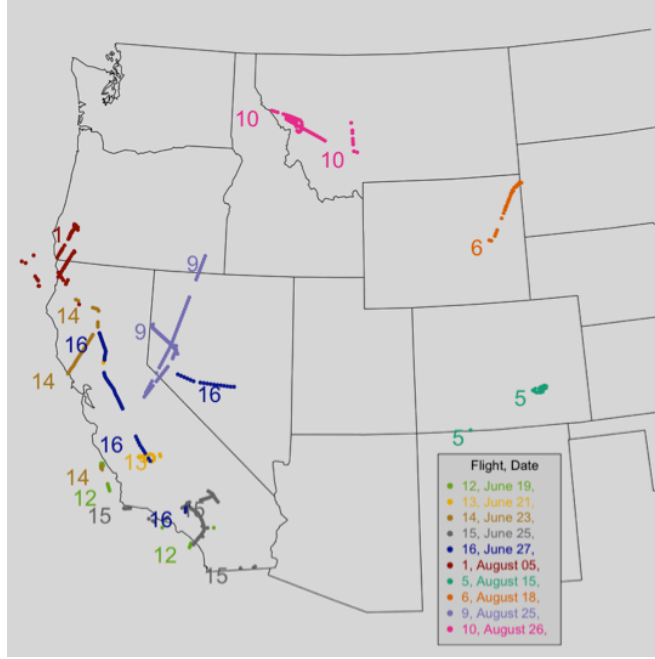 10
10
1
9
6
14
9
16
14
16
5
5
16
13
14
12
15
16
15
12
15
Flight, Date
12, June 19,
13, June 21,
14, June 23,
15, June 25,
16, June 27,
1, August 05,
5, August 15,
6, August 18,
9, August 25,
10, August 26,